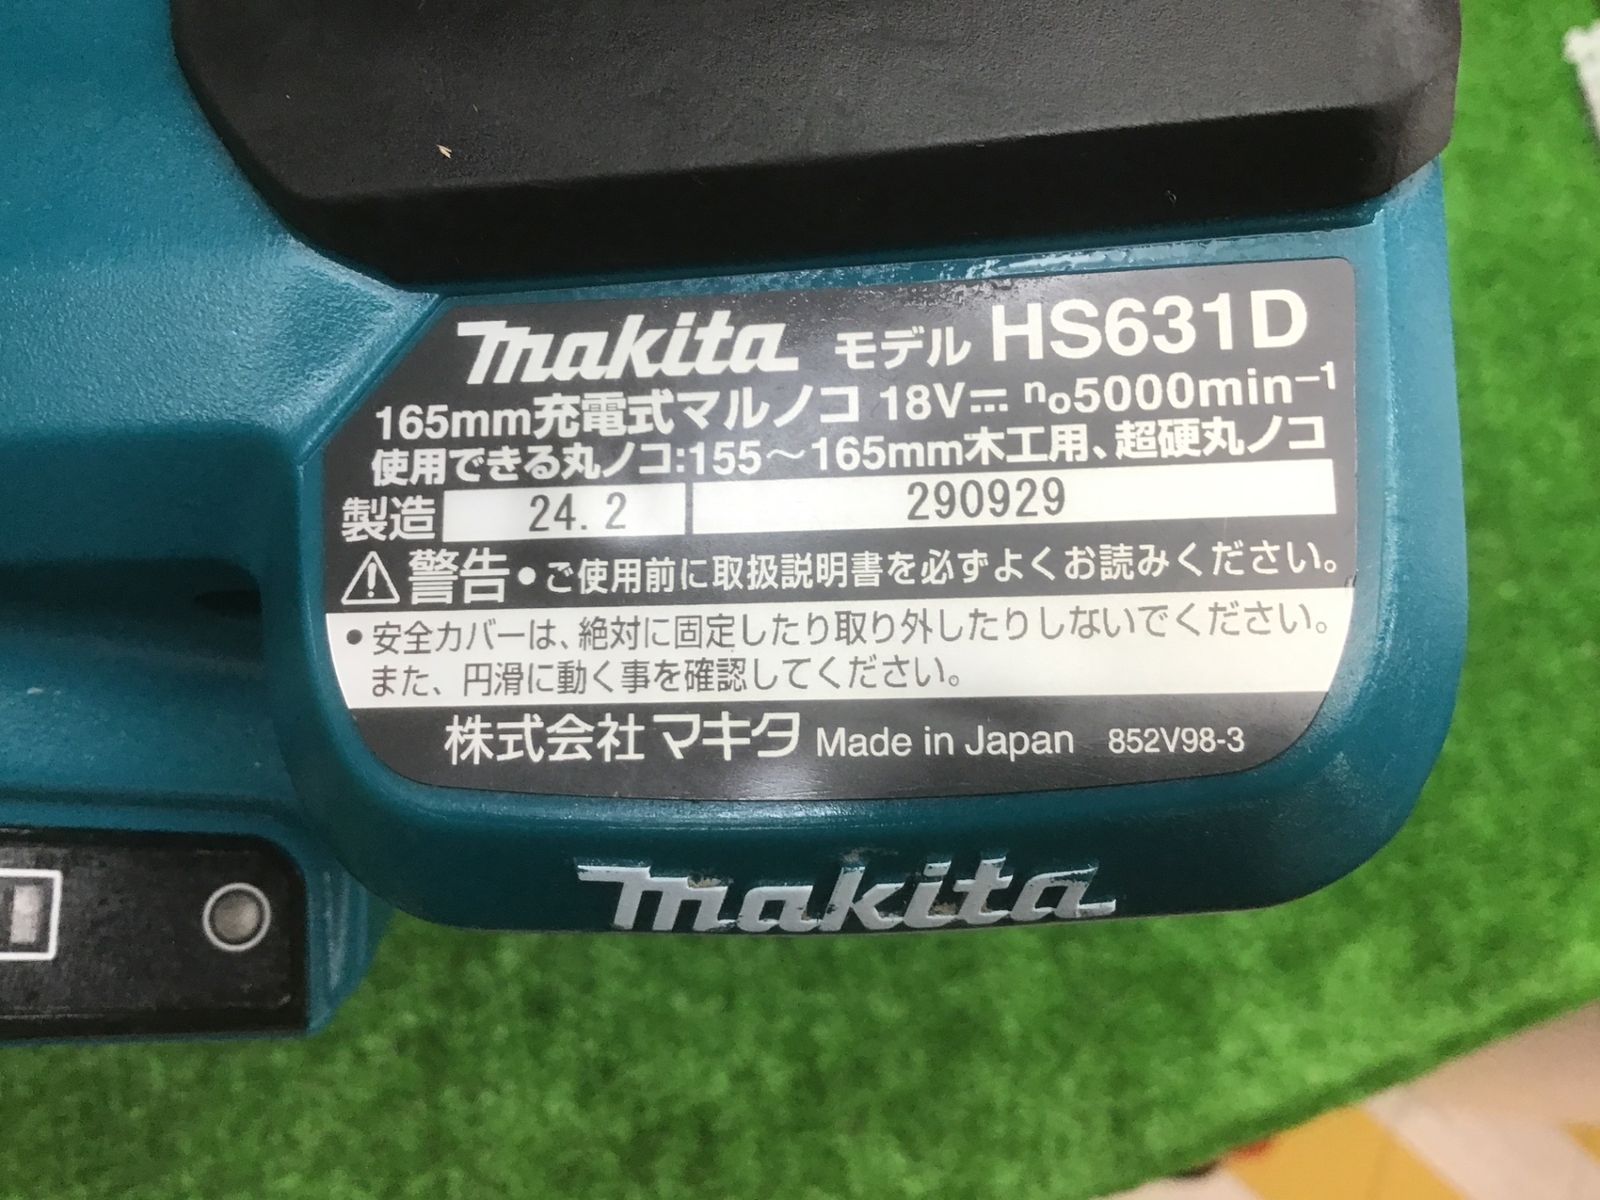 makita モデル HS631D
165mm充電式マルノコ 18V⎓ n₀5000min⁻¹
使用できる丸ノコ:155～165mm木工用、超硬丸ノコ
製造 24.2 290929
⚠警告 •ご使用前に取扱説明書を必ずよくお読みください。
•安全カバーは、絶対に固定したり取り外したりしないでください。
また、円滑に動く事を確認してください。
株式会社マキタ Made in Japan 852V98-3
makita